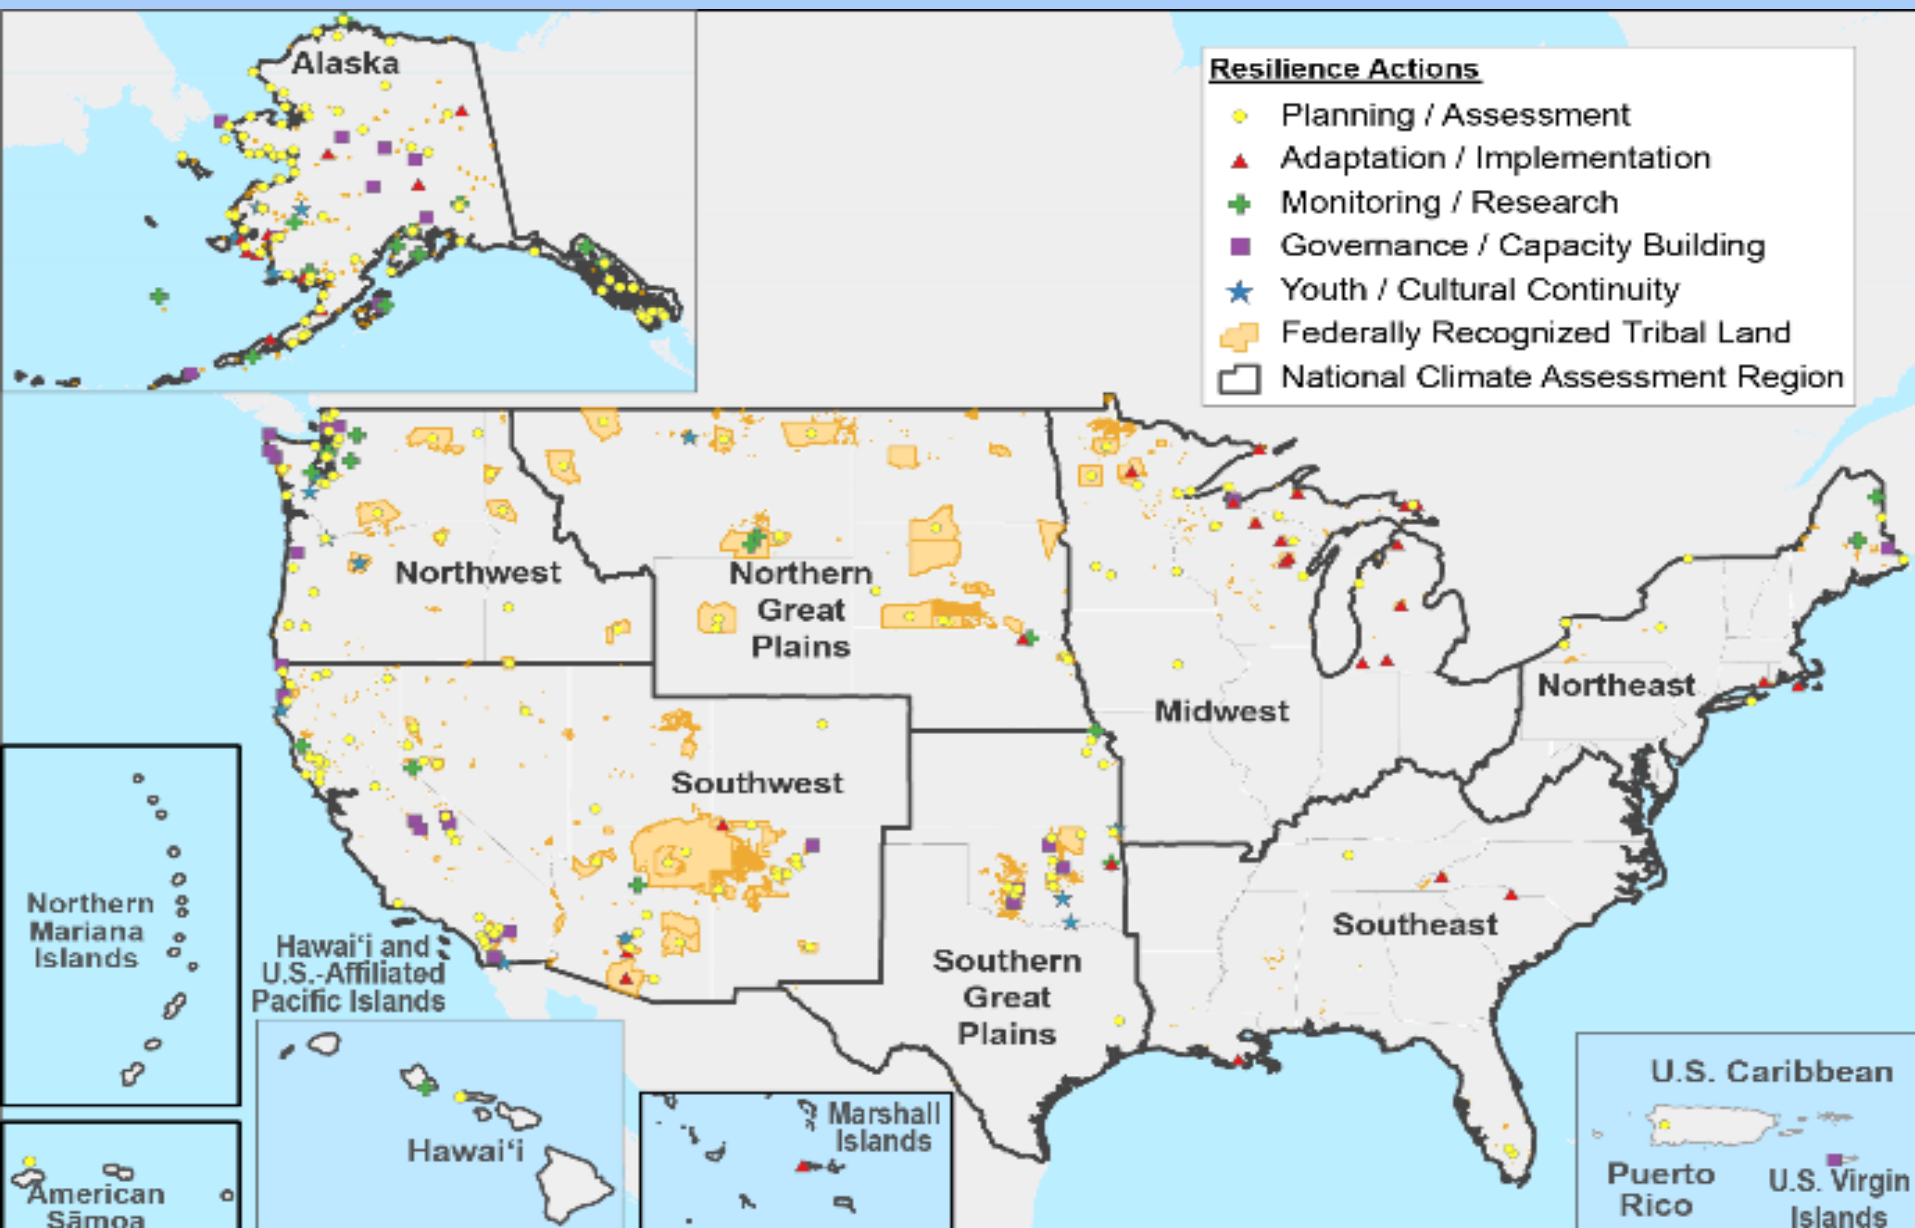 Alaska
Resilience Actions
Planning / Assessment
Adaptation / Implementation
Monitoring / Research
Governance / Capacity Building
Youth / Cultural Continuity
Federally Recognized Tribal Land
National Climate Assessment Region
Northwest
Northern
Great
Plains
Midwest
Northeast
Southwest
Southeast
Southern
Great
Plains
Northern
Mariana
Islands
Hawai‘i and
U.S.-Affiliated
Pacific Islands
Hawai‘i
Marshall
Islands
American
Sāmoa
U.S. Caribbean
Puerto
Rico
U.S. Virgin
Islands